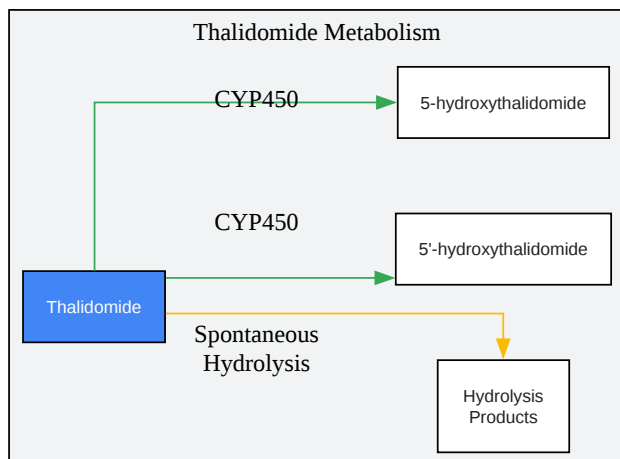 Thalidomide Metabolism
CYP450
5-hydroxythalidomide
CYP450
5'-hydroxythalidomide
Thalidomide
Spontaneous
Hydrolysis
Hydrolysis
Products